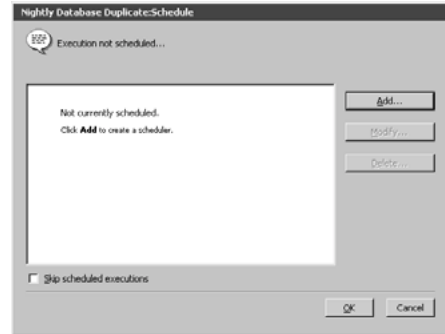 Nightly Database Duplicate:Schedule
Execution not scheduled...
Not currently scheduled.
Click Add to create a scheduler.
Add...
Modify...
Delete...
Skip scheduled executions
OK
Cancel